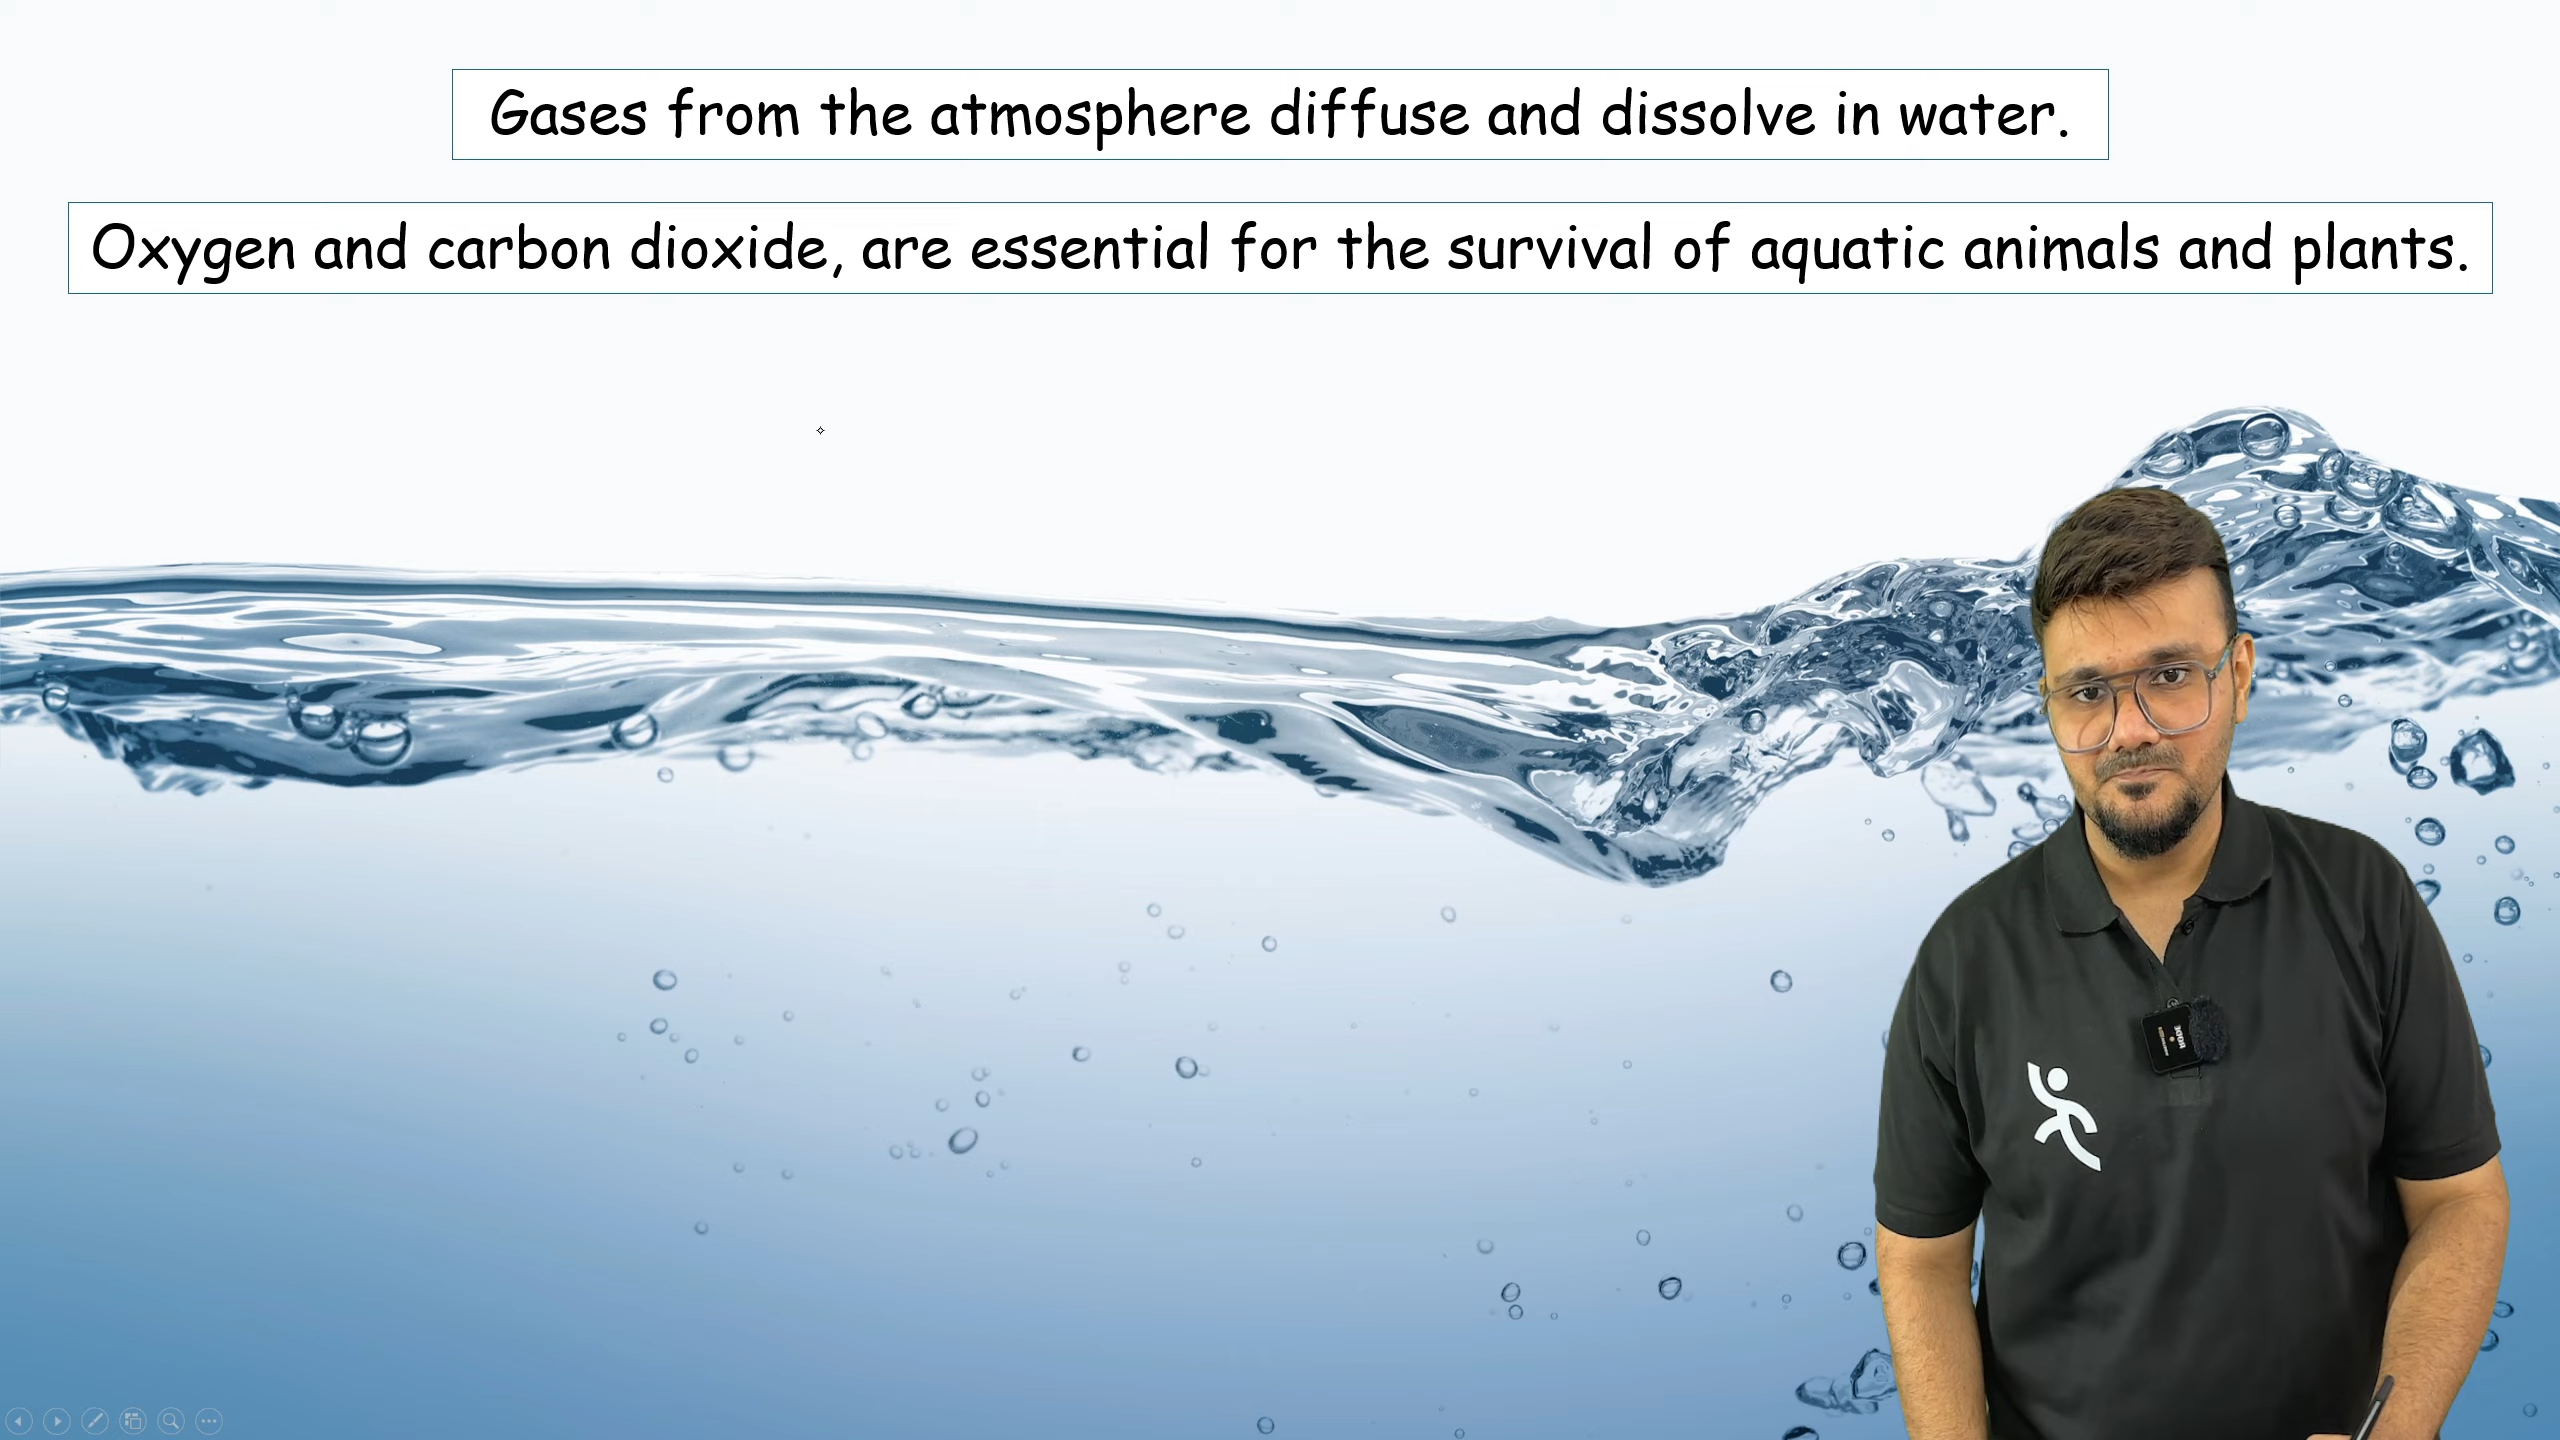 Gases from the atmosphere diffuse and dissolve in water.
Oxygen and carbon dioxide, are essential for the survival of aquatic animals and plants.
RØDE